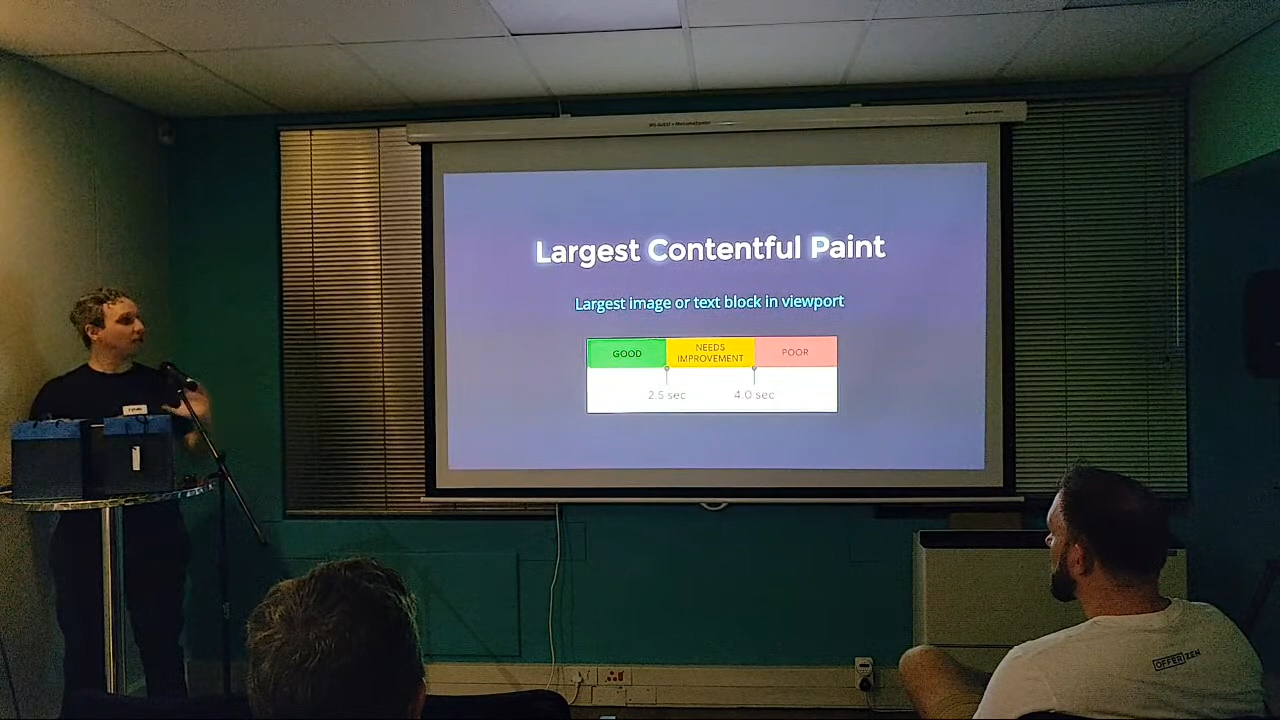 Largest Contentful Paint
Largest image or text block in viewport
GOOD
NEEDS
IMPROVEMENT
POOR
2.5 sec
4.0 sec
OFFERZEN